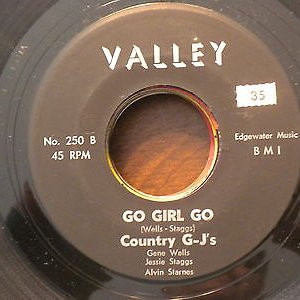 VALLEY
35
No. 250 B
45 RPM
Edgewater Music
BMI
GO GIRL GO
(Wells - Staggs)
Country G-J's
Gene Wells
Jessie Staggs
Alvin Starnes